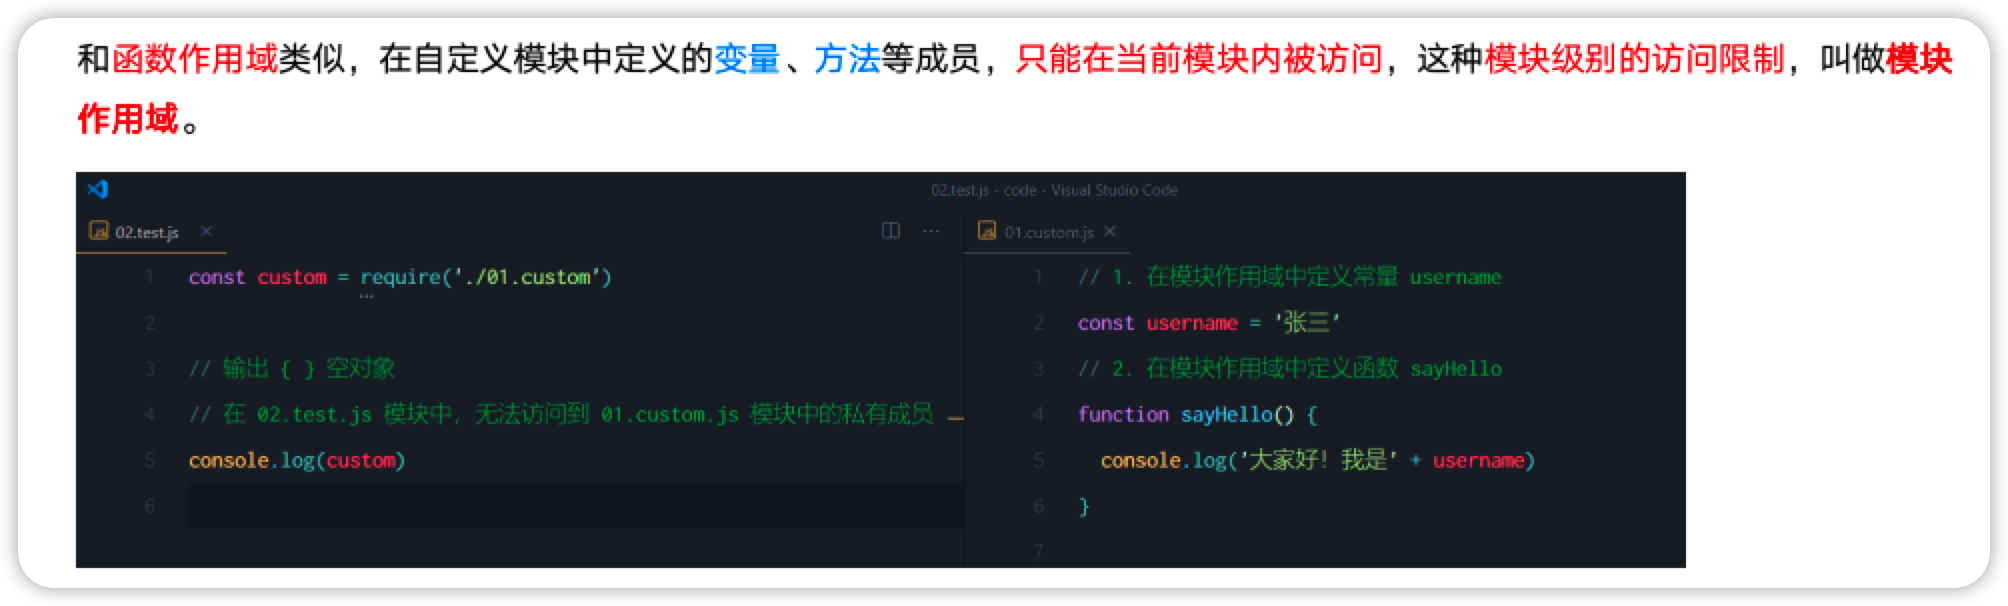 和函数作用域类似，在自定义模块中定义的变量、方法等成员，只能在当前模块内被访问，这种模块级别的访问限制，叫做模块
作用域。
02.test.js - code - Visual Studio Code
02.test.js
1 const custom = require('./01.custom')
2
3 // 输出 { } 空对象
4 // 在 02.test.js 模块中，无法访问到 01.custom.js 模块中的私有成员
5 console.log(custom)
6
01.custom.js
1 // 1. 在模块作用域中定义常量 username
2 const username = '张三'
3 // 2. 在模块作用域中定义函数 sayHello
4 function sayHello() {
5 console.log('大家好！我是' + username)
6 }
7